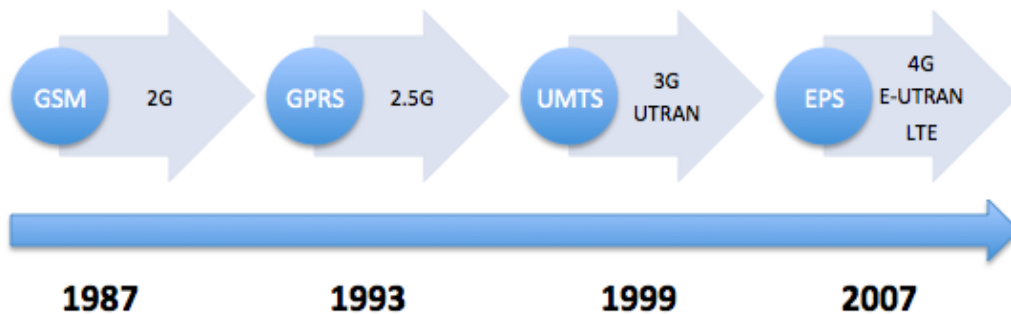 GSM
2G
GPRS
2.5G
UMTS
3G
UTRAN
EPS
4G
E-UTRAN
LTE
1987
1993
1999
2007